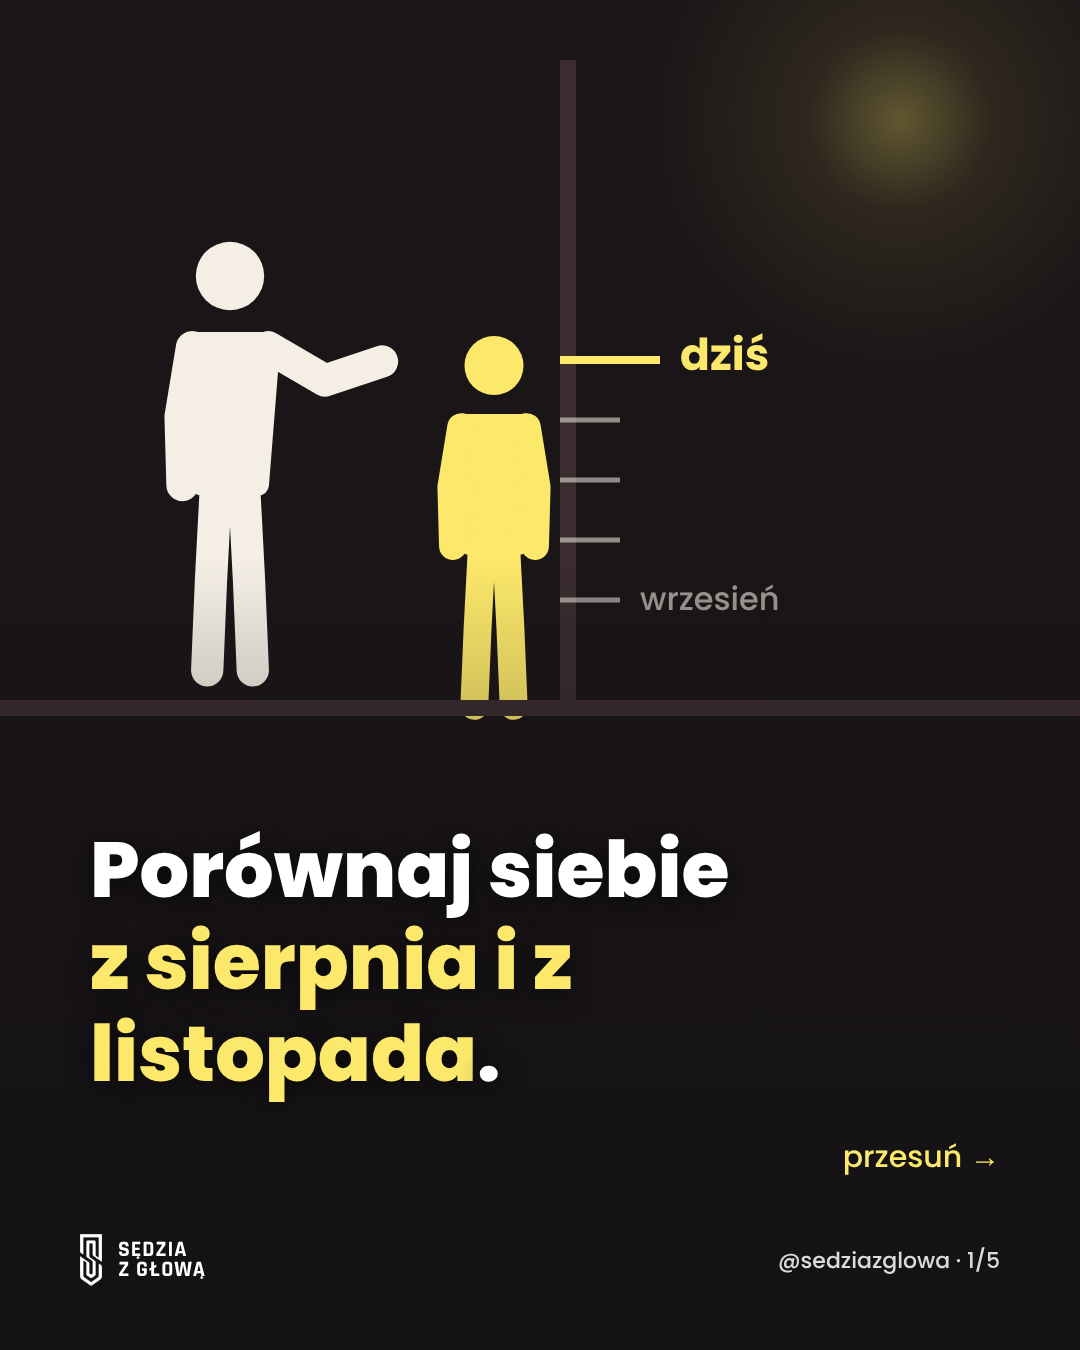 dziś
wrzesień
Porównaj siebie
z sierpnia i z
listopada.
przesuń →
SĘDZIA
Z GŁOWĄ
@sedziazglowa · 1/5